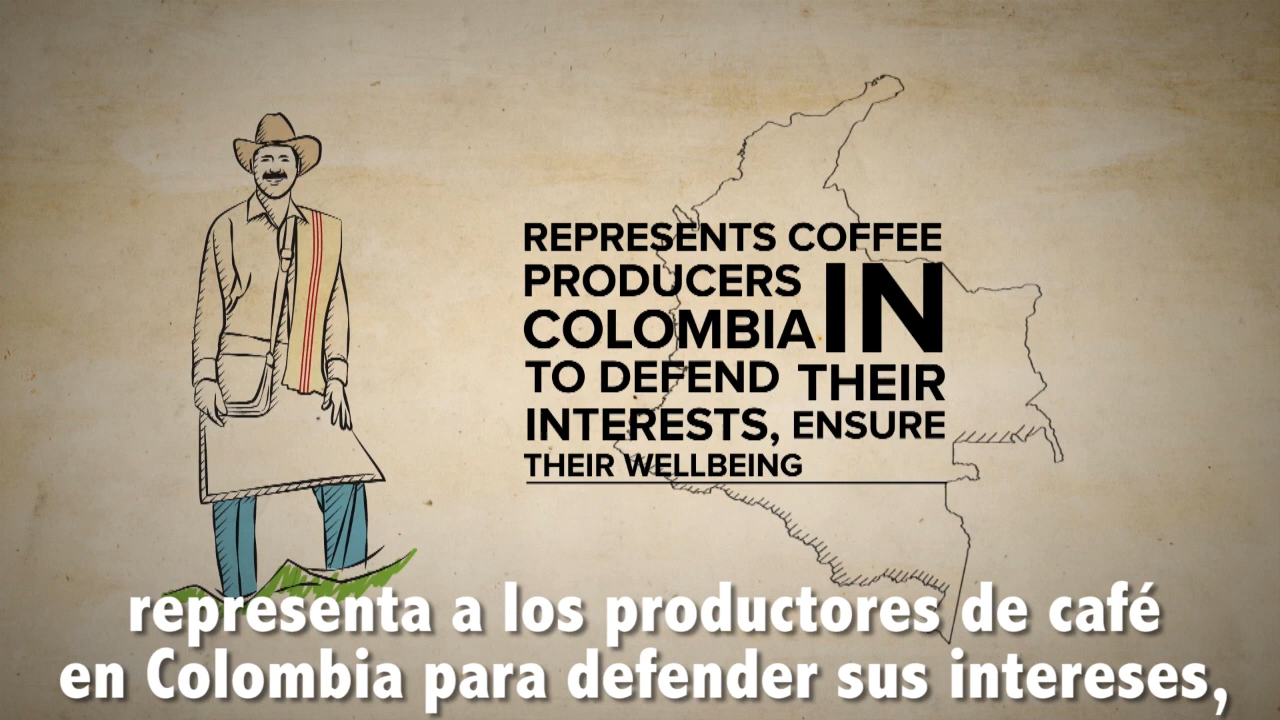 REPRESENTS COFFEE
PRODUCERS IN
COLOMBIA
TO DEFEND THEIR
INTERESTS, ENSURE
THEIR WELLBEING
representa a los productores de café
en Colombia para defender sus intereses,